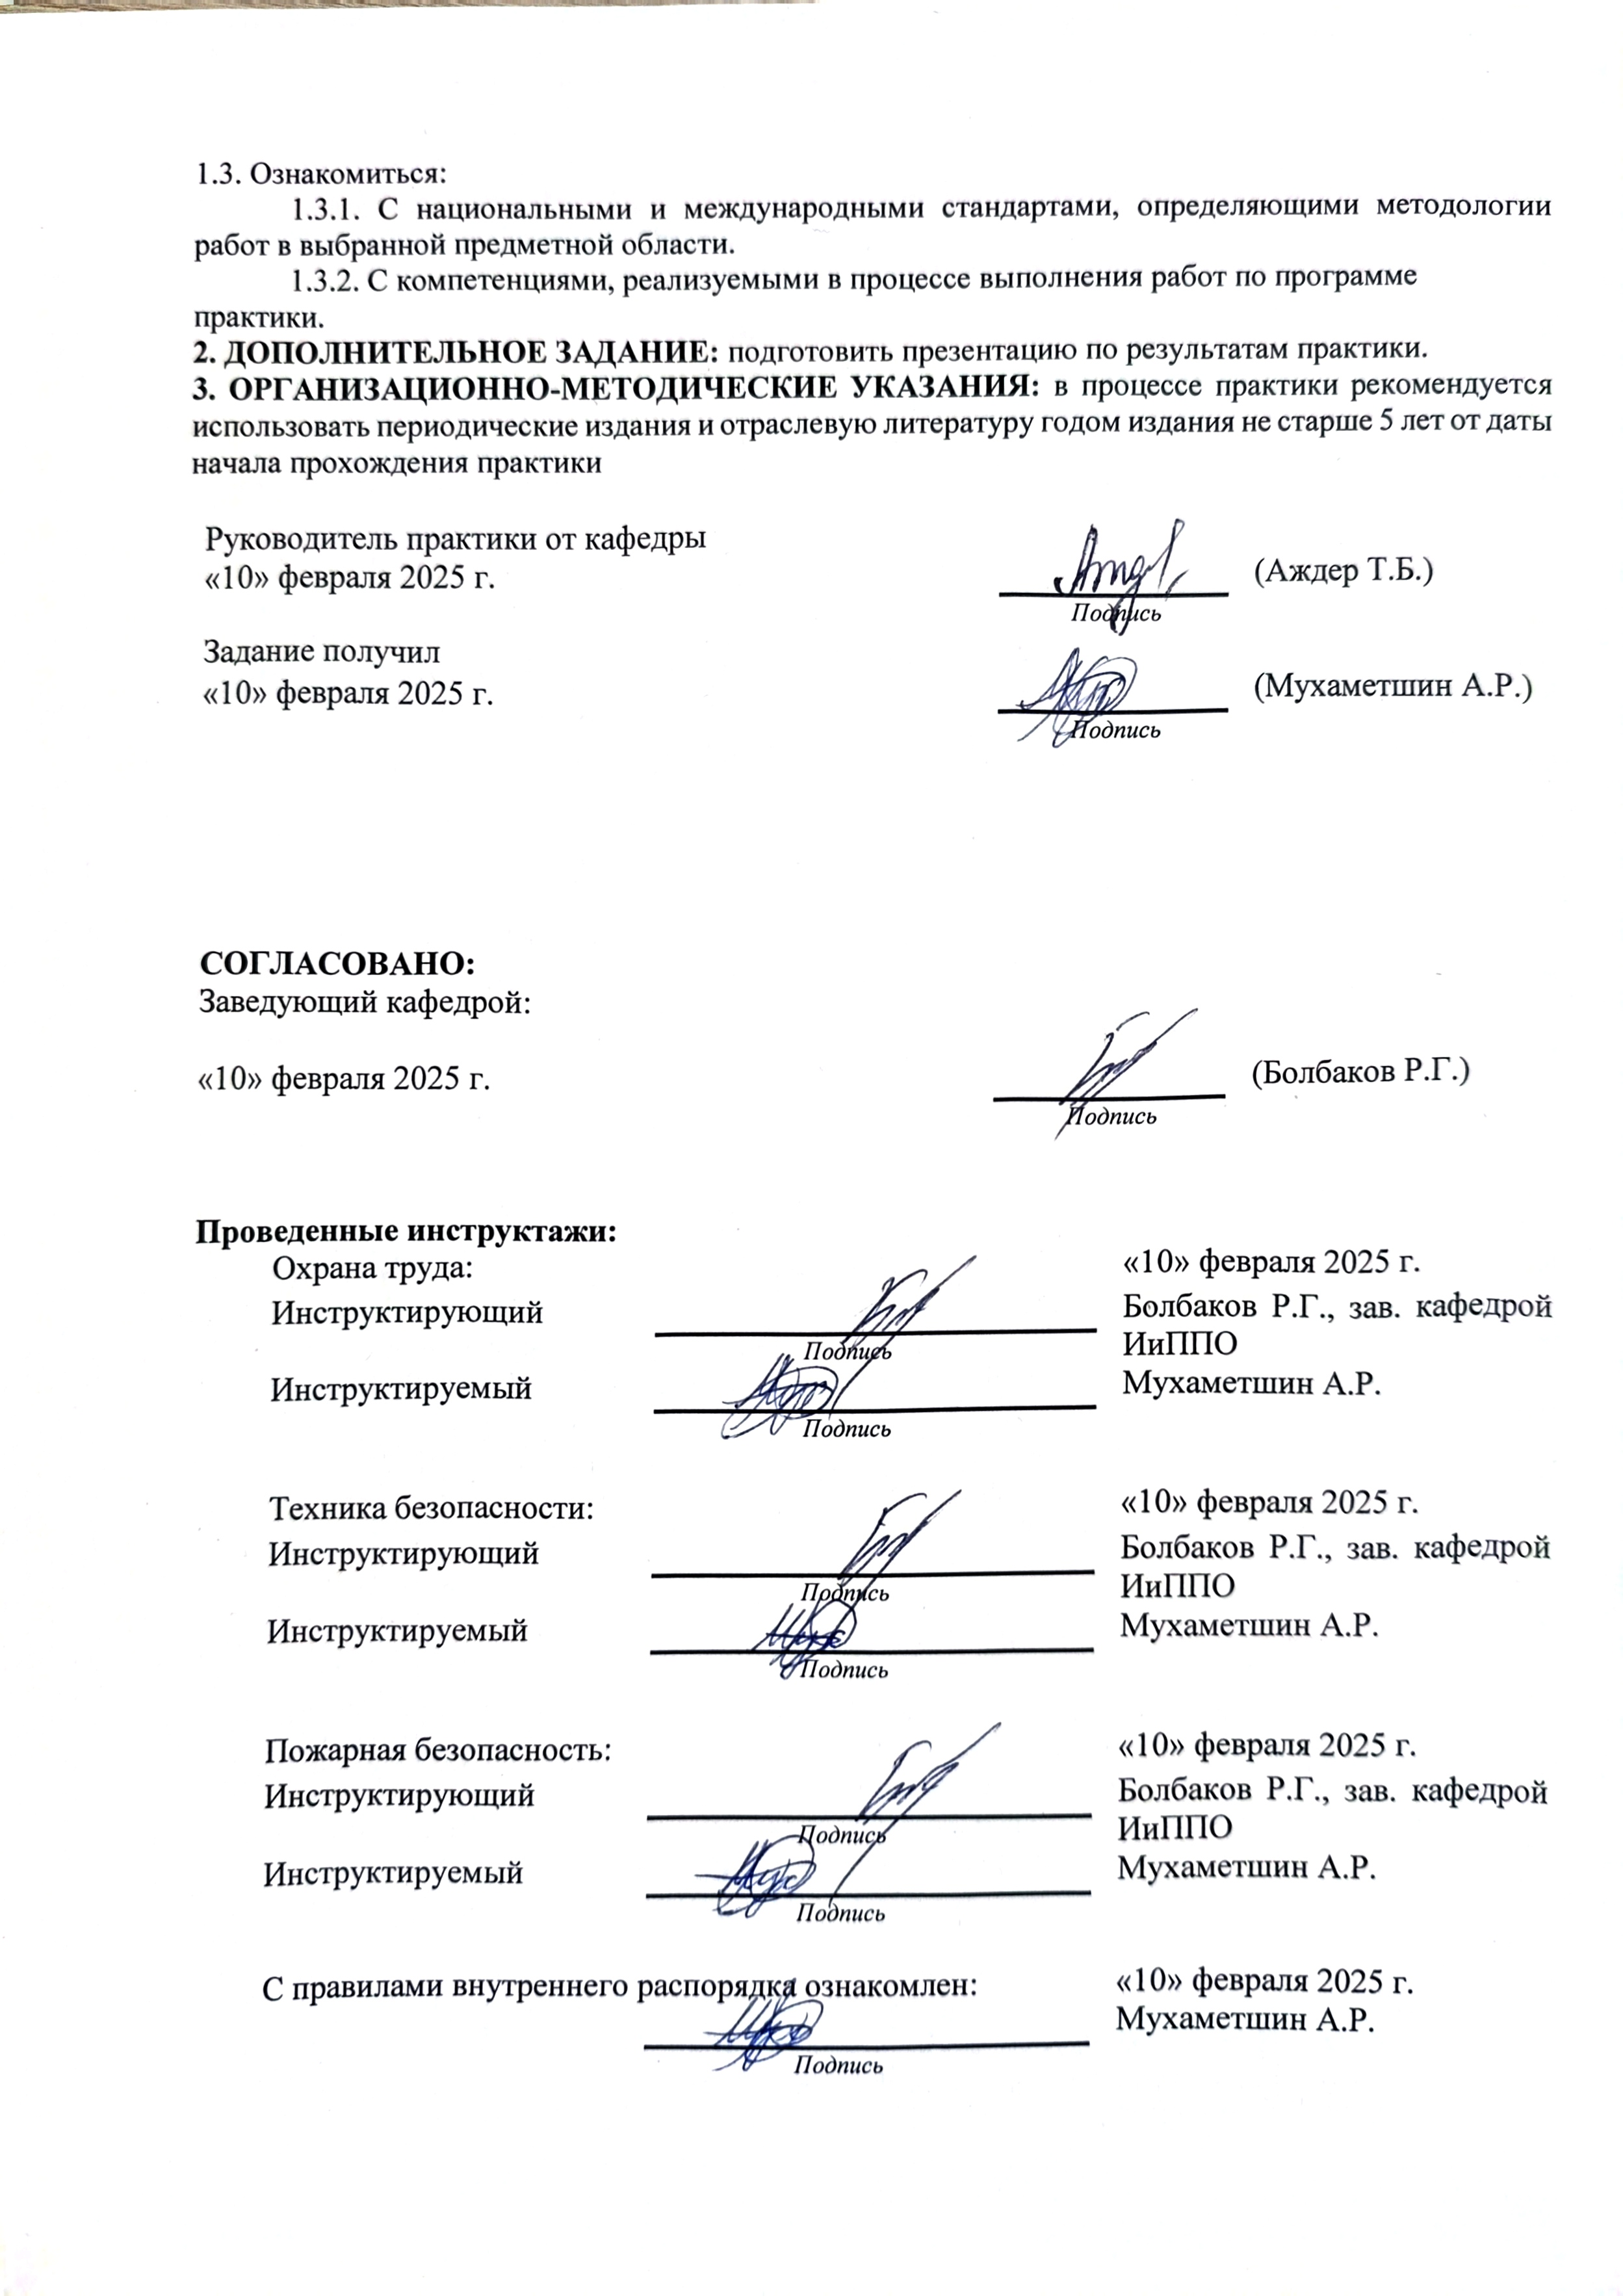 1.3. Ознакомиться:
1.3.1. С национальными и международными стандартами, определяющими методологии
работ в выбранной предметной области.
1.3.2. С компетенциями, реализуемыми в процессе выполнения работ по программе
практики.
2. ДОПОЛНИТЕЛЬНОЕ ЗАДАНИЕ: подготовить презентацию по результатам практики.
3. ОРГАНИЗАЦИОННО-МЕТОДИЧЕСКИЕ УКАЗАНИЯ: в процессе практики рекомендуется
использовать периодические издания и отраслевую литературу годом издания не старше 5 лет от даты
начала прохождения практики
Руководитель практики от кафедры
«10» февраля 2025 г. (Аждер Т.Б.)
Подпись
Задание получил
«10» февраля 2025 г. (Мухаметшин А.Р.)
Подпись
СОГЛАСОВАНО:
Заведующий кафедрой:
«10» февраля 2025 г. (Болбаков Р.Г.)
Подпись
Проведенные инструктажи:
Охрана труда: «10» февраля 2025 г.
Инструктирующий Болбаков Р.Г., зав. кафедрой
Подпись ИиППО
Инструктируемый Мухаметшин А.Р.
Подпись
Техника безопасности: «10» февраля 2025 г.
Инструктирующий Болбаков Р.Г., зав. кафедрой
Подпись ИиППО
Инструктируемый Мухаметшин А.Р.
Подпись
Пожарная безопасность: «10» февраля 2025 г.
Инструктирующий Болбаков Р.Г., зав. кафедрой
Подпись ИиППО
Инструктируемый Мухаметшин А.Р.
Подпись
С правилами внутреннего распорядка ознакомлен: «10» февраля 2025 г.
Мухаметшин А.Р.
Подпись